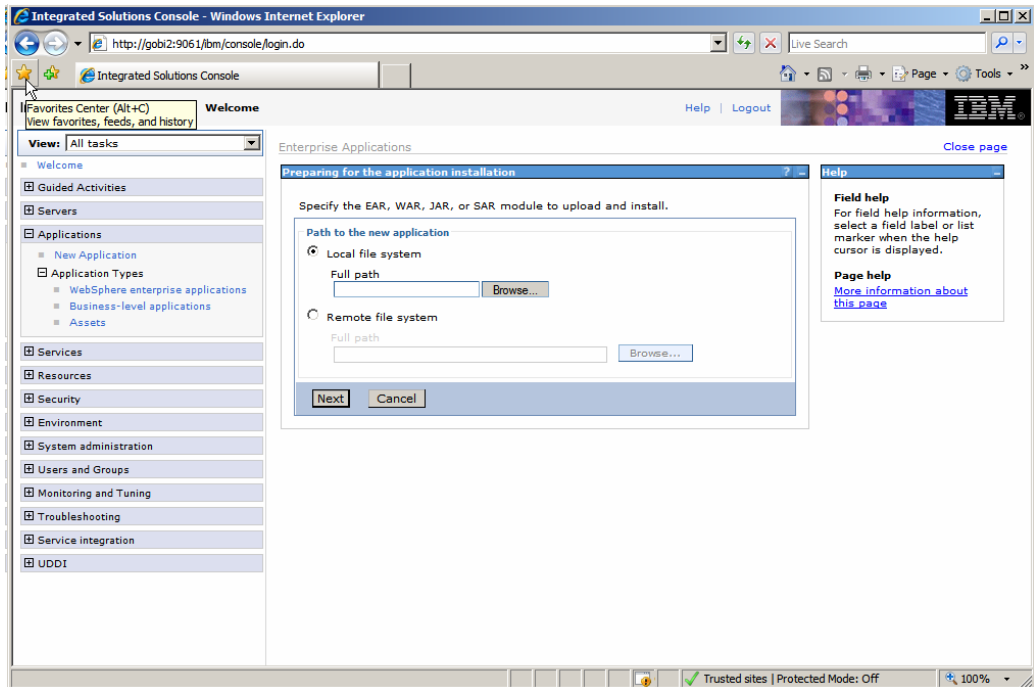 Integrated Solutions Console - Windows Internet Explorer
http://gobi2:9061/ibm/console/login.do
Live Search
Integrated Solutions Console
Page
Tools
»
Favorites Center (Alt+C)
View favorites, feeds, and history
Welcome
Help | Logout
IBM
View: All tasks
Welcome
Guided Activities
Servers
Applications
New Application
Application Types
WebSphere enterprise applications
Business-level applications
Assets
Services
Resources
Security
Environment
System administration
Users and Groups
Monitoring and Tuning
Troubleshooting
Service integration
UDDI
Enterprise Applications
Close page
Preparing for the application installation
? -
Specify the EAR, WAR, JAR, or SAR module to upload and install.
Path to the new application
Local file system
Full path
Browse...
Remote file system
Full path
Browse...
Next
Cancel
Help
Field help
For field help information,
select a field label or list
marker when the help
cursor is displayed.
Page help
More information about
this page
Trusted sites | Protected Mode: Off
100%